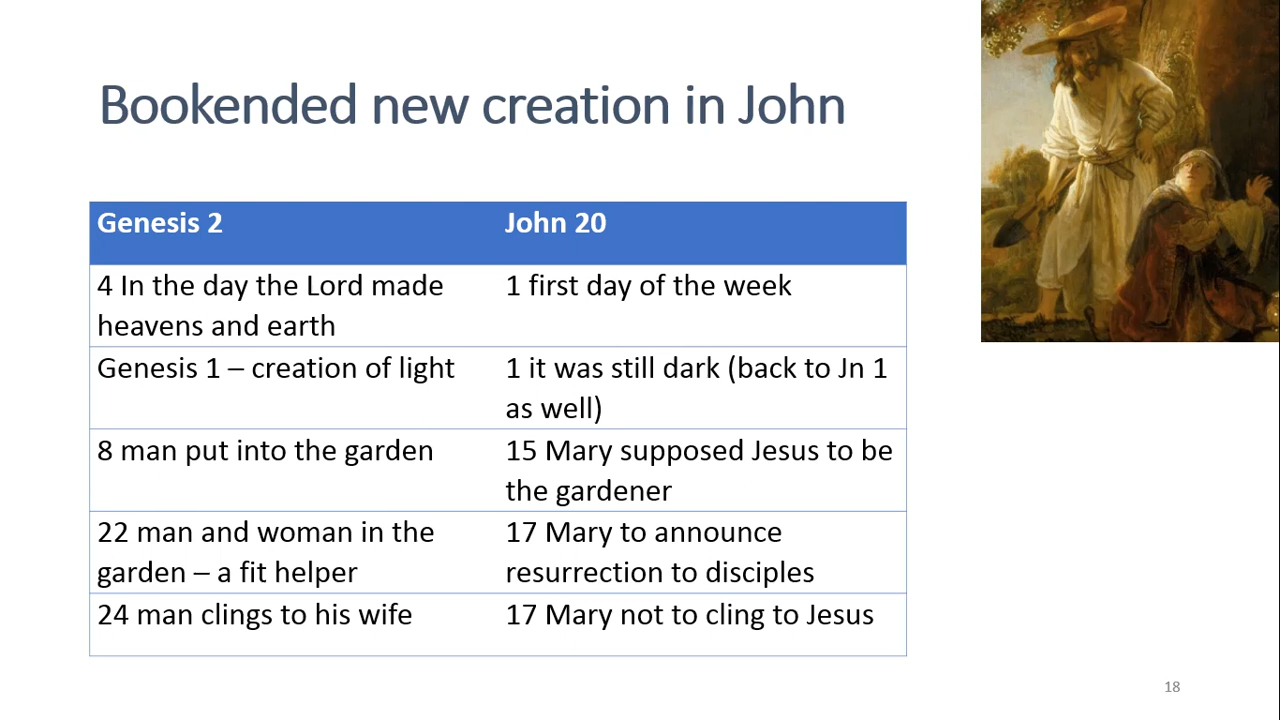 Bookended new creation in John
Genesis 2
John 20
4 In the day the Lord made
heavens and earth
1 first day of the week
Genesis 1 – creation of light
1 it was still dark (back to Jn 1
as well)
8 man put into the garden
15 Mary supposed Jesus to be
the gardener
22 man and woman in the
garden – a fit helper
17 Mary to announce
resurrection to disciples
24 man clings to his wife
17 Mary not to cling to Jesus
18